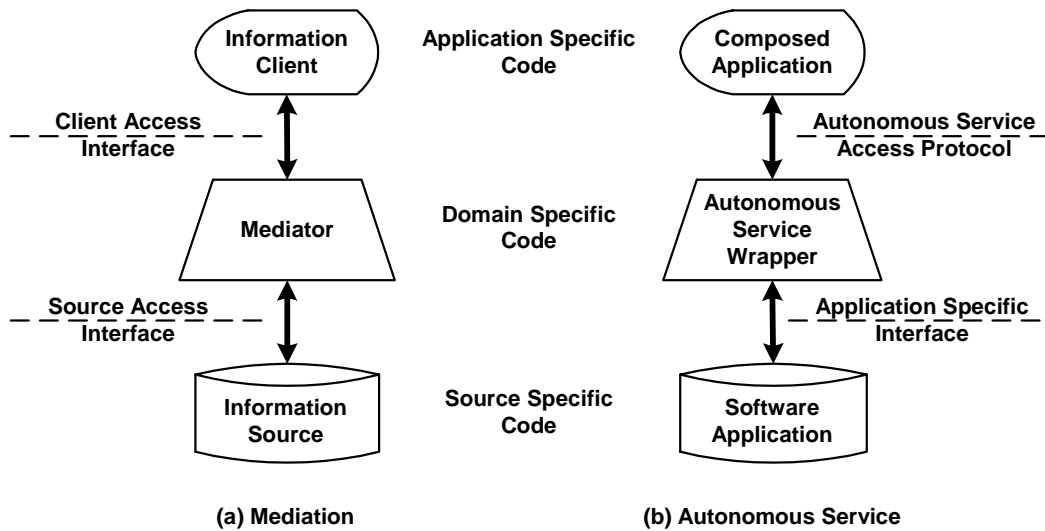 Information
Client
Application Specific
Code
Composed
Application
Client Access
Interface
Autonomous Service
Access Protocol
Mediator
Domain Specific
Code
Autonomous
Service
Wrapper
Source Access
Interface
Application Specific
Interface
Information
Source
Source Specific
Code
Software
Application
(a) Mediation
(b) Autonomous Service